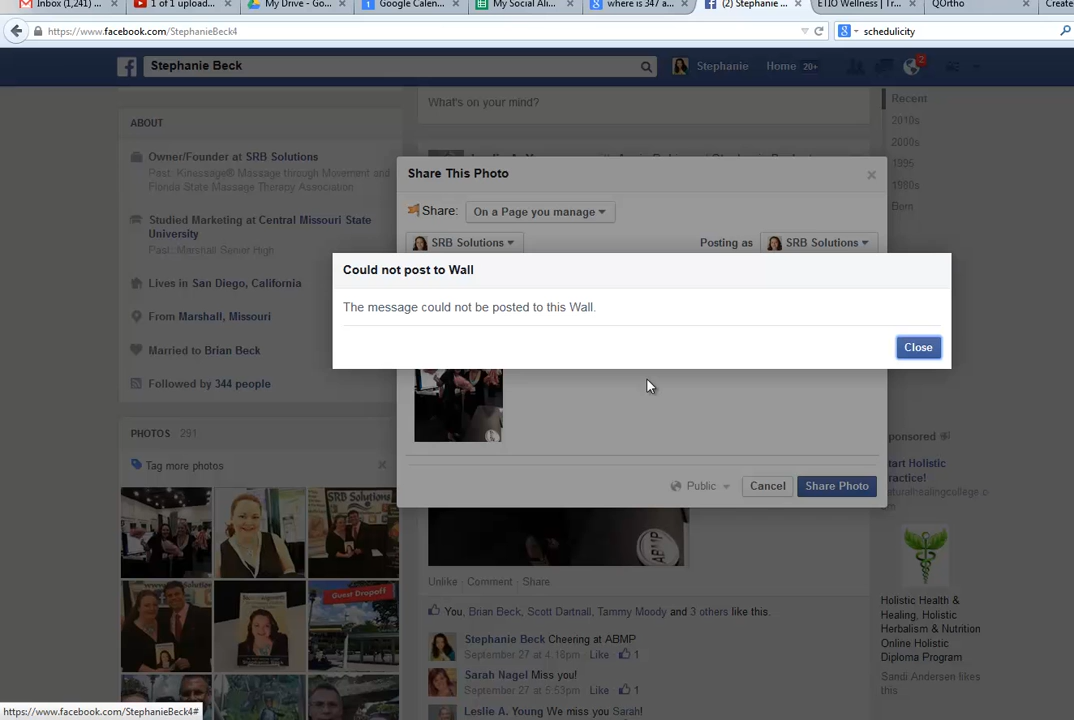 Inbox (1,241)
1 of 1 upload...
My Drive - Go...
Google Calen...
My Social Ali...
where is 347 a...
(2) Stephanie ...
ETIO Wellness | Tr...
QOrtho
Create
https://www.facebook.com/StephanieBeck4
schedulicity
Stephanie Beck
Stephanie
Home 20+
2
What's on your mind?
Recent
2010s
2000s
1995
1980s
Born
ABOUT
Owner/Founder at SRB Solutions
Past: Kinessage® Massage through Movement and
Florida State Massage Therapy Association
Studied Marketing at Central Missouri State
University
Past: Marshall Senior High
Lives in San Diego, California
From Marshall, Missouri
Married to Brian Beck
Followed by 344 people
PHOTOS 291
Tag more photos
SRB Solutions
Guest Dropoff
Share This Photo
Share: On a Page you manage
SRB Solutions
Posting as SRB Solutions
Could not post to Wall
The message could not be posted to this Wall.
Close
Public
Cancel
Share Photo
ABMP
Unlike · Comment · Share
You, Brian Beck, Scott Dartnall, Tammy Moody and 3 others like this.
Stephanie Beck Cheering at ABMP
September 27 at 4:16pm · Like · 1
Sarah Nagel Miss you!
September 27 at 5:53pm · Like · 1
Leslie A. Young We miss you Sarah!
ponsored
tart Holistic
ractice!
aturalhealingcollege.c
Holistic Health &
Healing, Holistic
Herbalism & Nutrition
Online Holistic
Diploma Program
Sandi Andersen likes
this
https://www.facebook.com/StephanieBeck4#